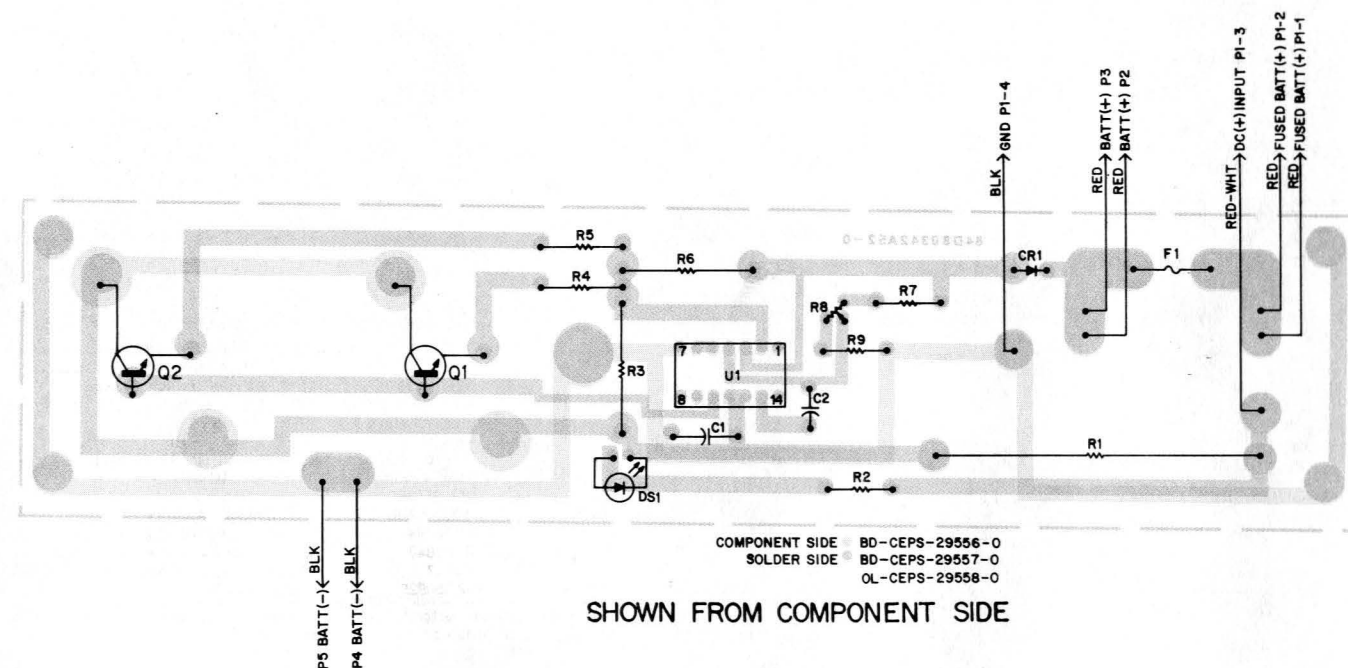 GND P1-4
BLK
BATT(+) P3
RED
BATT(+) P2
RED
DC(+)INPUT P1-3
RED-WHT
FUSED BATT(+) P1-2
RED
FUSED BATT(+) P1-1
RED
84D80342A52-0
R5
R6
R4
CR1
F1
R7
R8
R9
7
1
U1
8
14
R3
Q2
Q1
C2
C1
R1
R2
DS1
BLK
P5 BATT(-)
BLK
P4 BATT(-)
COMPONENT SIDE BD-CEPS-29556-0
SOLDER SIDE BD-CEPS-29557-0
OL-CEPS-29558-0
SHOWN FROM COMPONENT SIDE